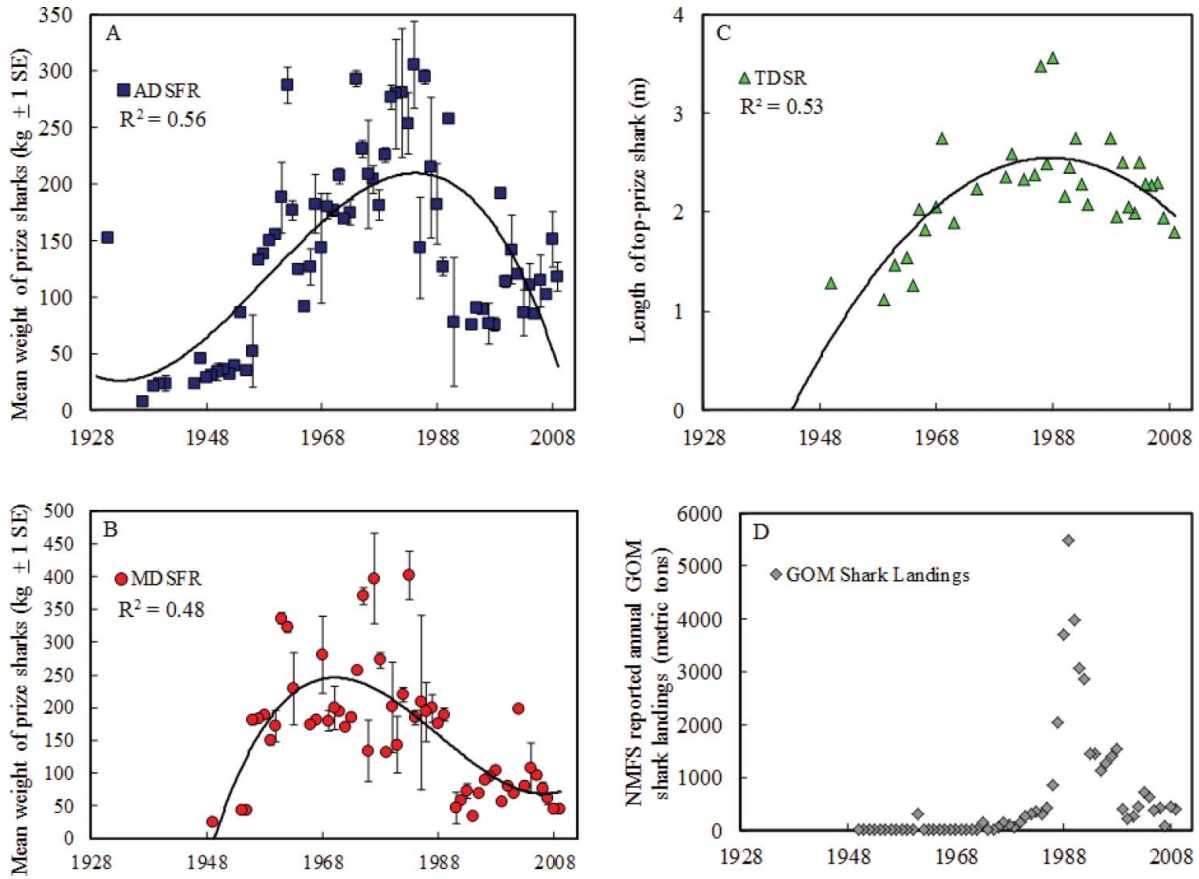 A
ADSFR
R² = 0.56
Mean weight of prize sharks (kg ± 1 SE)
350
300
250
200
150
100
50
0
1928 1948 1968 1988 2008
C
TDSR
R² = 0.53
Length of top-prize shark (m)
4
3
2
1
0
1928 1948 1968 1988 2008
B
MDSFR
R² = 0.48
Mean weight of prize sharks (kg ± 1 SE)
500
450
400
350
300
250
200
150
100
50
0
1928 1948 1968 1988 2008
D
GOM Shark Landings
NMFS reported annual GOM
shark landings (metric tons)
6000
5000
4000
3000
2000
1000
0
1928 1948 1968 1988 2008